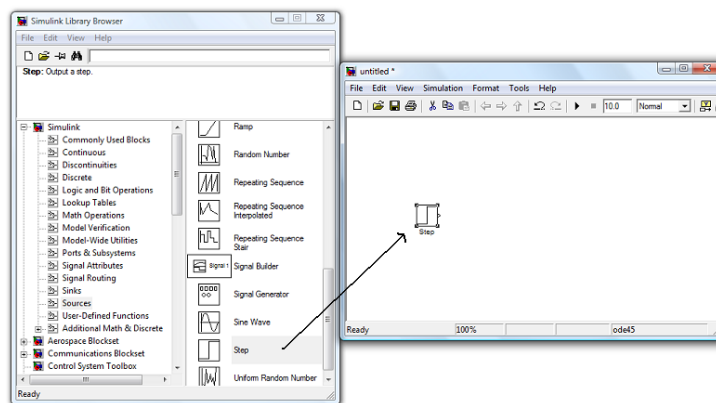 Simulink Library Browser
File Edit View Help
Step: Output a step.
Simulink
Commonly Used Blocks
Continuous
Discontinuities
Discrete
Logic and Bit Operations
Lookup Tables
Math Operations
Model Verification
Model-Wide Utilities
Ports & Subsystems
Signal Attributes
Signal Routing
Sinks
Sources
User-Defined Functions
Additional Math & Discrete
Aerospace Blockset
Communications Blockset
Control System Toolbox
Ramp
Random Number
Repeating Sequence
Repeating Sequence
Interpolated
Repeating Sequence
Stair
Signal 1 Signal Builder
Signal Generator
Sine Wave
Step
Uniform Random Number
Ready
untitled *
File Edit View Simulation Format Tools Help
10.0 Normal
Step
Ready 100% ode45